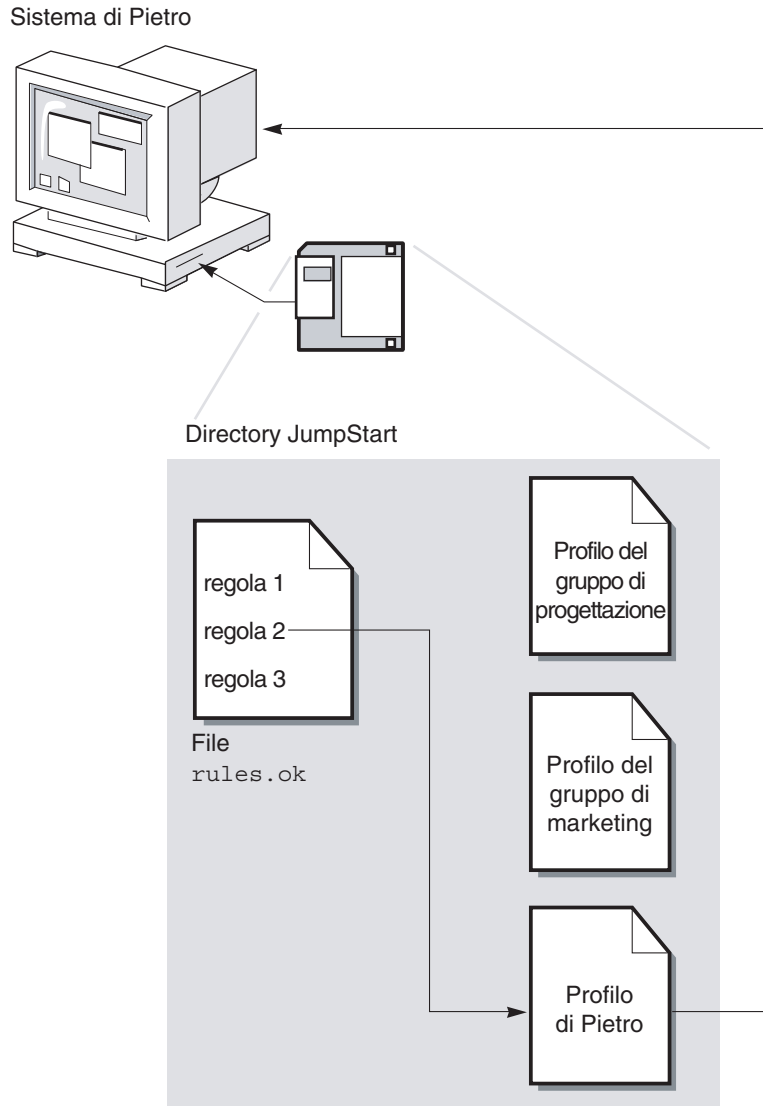 Sistema di Pietro
Directory JumpStart
regola 1
regola 2
regola 3
File
rules.ok
Profilo del
gruppo di
progettazione
Profilo del
gruppo di
marketing
Profilo
di Pietro